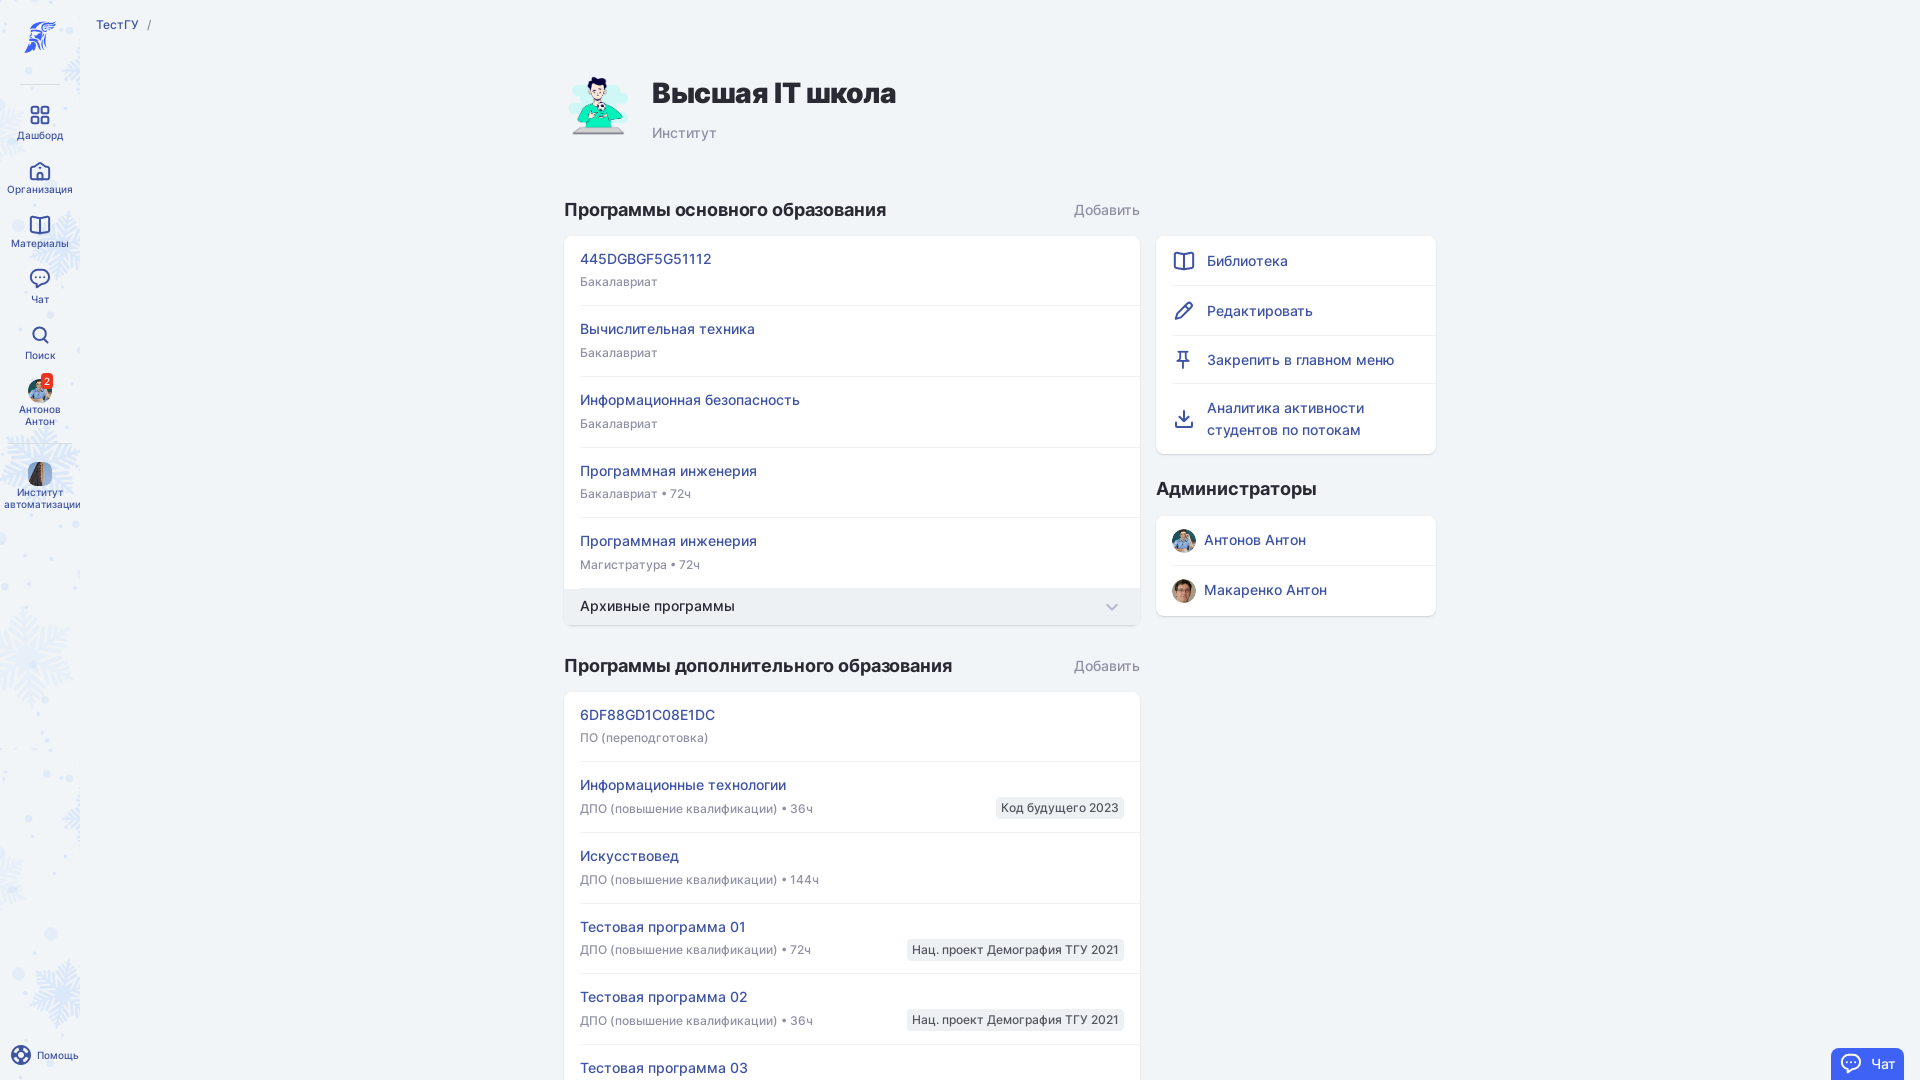 ТестГУ /
Дашборд
Организация
Материалы
Чат
Поиск
2
Антонов
Антон
Институт
автоматизации
Помощь
Высшая IT школа
Институт
Программы основного образования
Добавить
445DGBGF5G51112
Бакалавриат
Вычислительная техника
Бакалавриат
Информационная безопасность
Бакалавриат
Программная инженерия
Бакалавриат • 72ч
Программная инженерия
Магистратура • 72ч
Архивные программы
Программы дополнительного образования
Добавить
6DF88GD1C08E1DC
ПО (переподготовка)
Информационные технологии
ДПО (повышение квалификации) • 36ч
Код будущего 2023
Искусствовед
ДПО (повышение квалификации) • 144ч
Тестовая программа 01
ДПО (повышение квалификации) • 72ч
Нац. проект Демография ТГУ 2021
Тестовая программа 02
ДПО (повышение квалификации) • 36ч
Нац. проект Демография ТГУ 2021
Тестовая программа 03
Библиотека
Редактировать
Закрепить в главном меню
Аналитика активности
студентов по потокам
Администраторы
Антонов Антон
Макаренко Антон
Чат